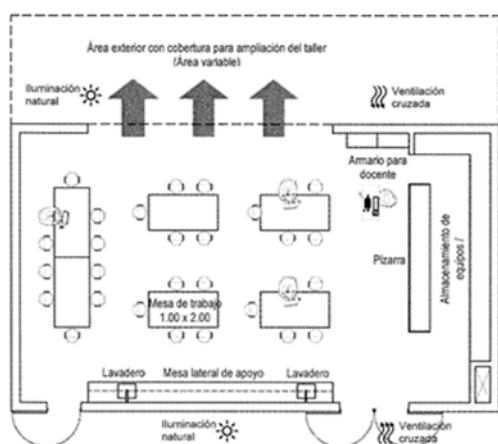 Área exterior con cobertura para ampliación del taller
(Área variable)
Iluminación
natural
Ventilación
cruzada
Armario para
docente
Pizarra
Almacenamiento de
equipos /
Mesa de trabajo
1.00 x 2.00
Lavadero
Mesa lateral de apoyo
Lavadero
Iluminación
natural
Ventilación
cruzada